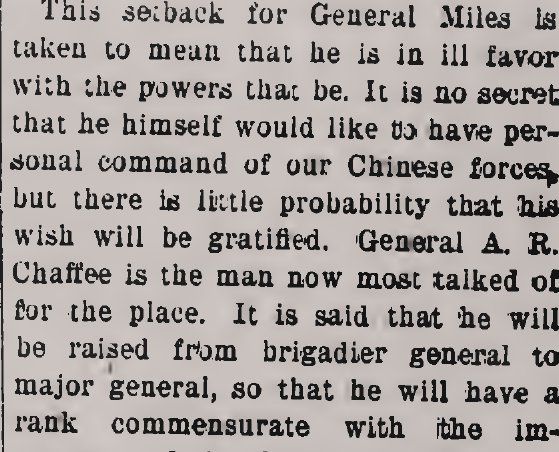 This setback for General Miles is
taken to mean that he is in ill favor
with the powers that be. It is no secret
that he himself would like to have per-
sonal command of our Chinese forces,
but there is little probability that his
wish will be gratified. General A. R.
Chaffee is the man now most talked of
for the place. It is said that he will
be raised from brigadier general to
major general, so that he will have a
rank commensurate with the im-